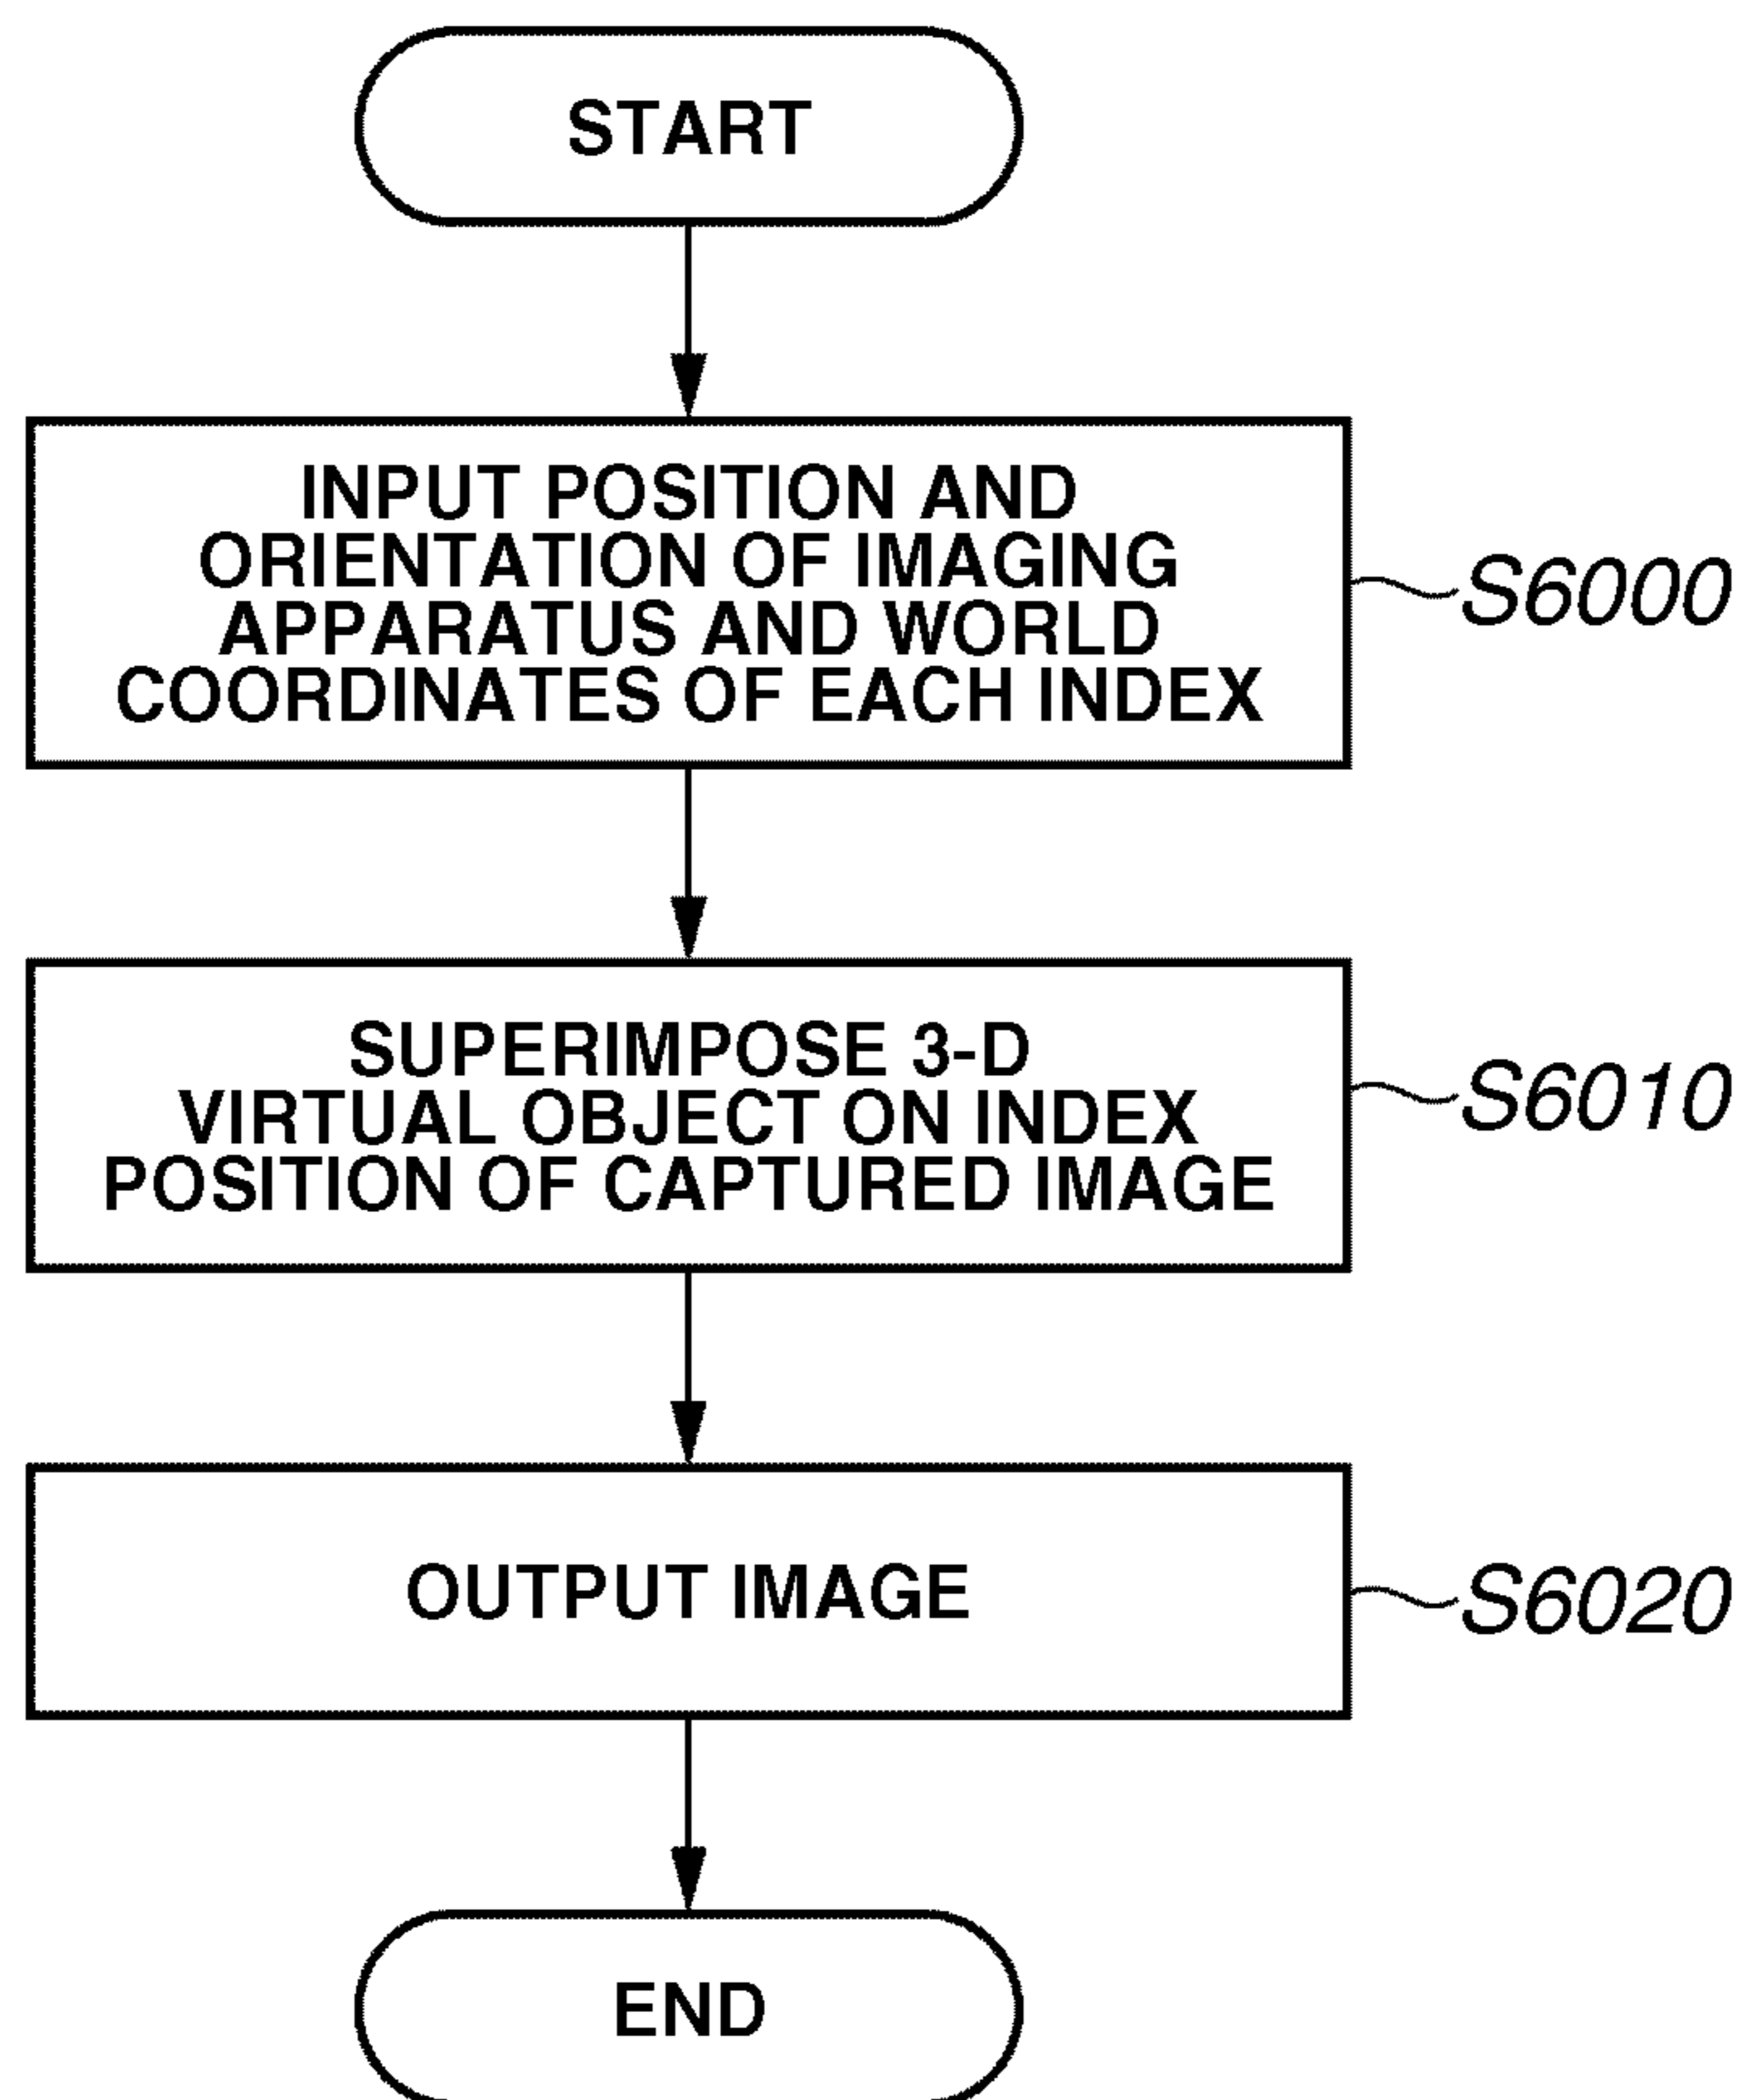 START
INPUT POSITION AND
ORIENTATION OF IMAGING
APPARATUS AND WORLD
COORDINATES OF EACH INDEX
S6000
SUPERIMPOSE 3-D
VIRTUAL OBJECT ON INDEX
POSITION OF CAPTURED IMAGE
S6010
OUTPUT IMAGE
S6020
END